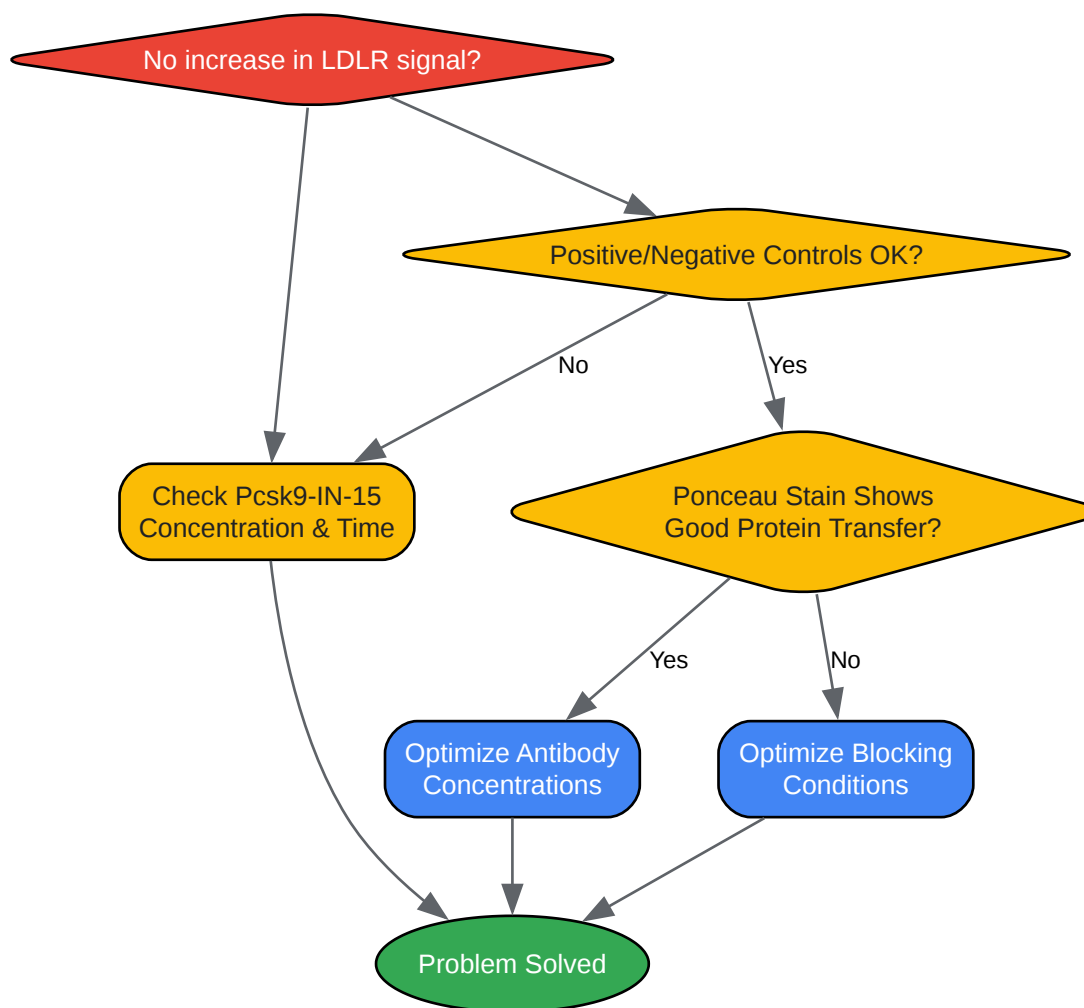 No increase in LDLR signal?
Positive/Negative Controls OK?
No
Yes
Check Pcsk9-IN-15
Concentration & Time
Ponceau Stain Shows
Good Protein Transfer?
Yes
No
Optimize Antibody
Concentrations
Optimize Blocking
Conditions
Problem Solved